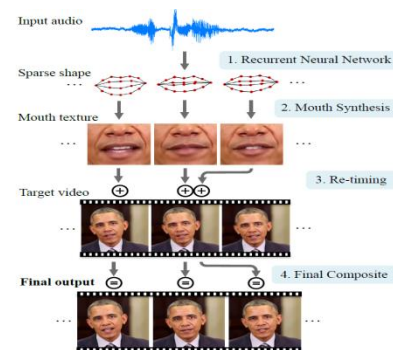 Input audio
1. Recurrent Neural Network
Sparse shape
... ...
2. Mouth Synthesis
Mouth texture
... ...
3. Re-timing
Target video
... ...
4. Final Composite
Final output
... ...